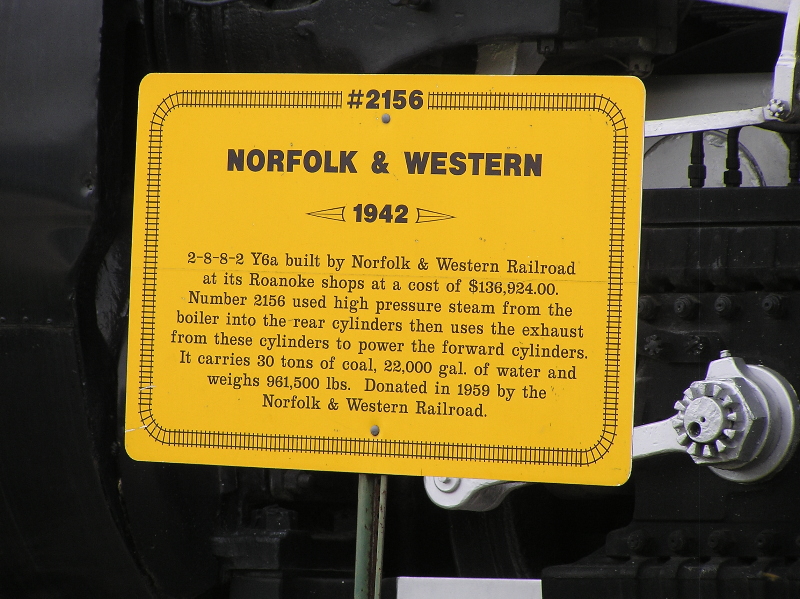 #2156
NORFOLK & WESTERN
1942
2-8-8-2 Y6a built by Norfolk & Western Railroad
at its Roanoke shops at a cost of $136,924.00.
Number 2156 used high pressure steam from the
boiler into the rear cylinders then uses the exhaust
from these cylinders to power the forward cylinders.
It carries 30 tons of coal, 22,000 gal. of water and
weighs 961,500 lbs. Donated in 1959 by the
Norfolk & Western Railroad.